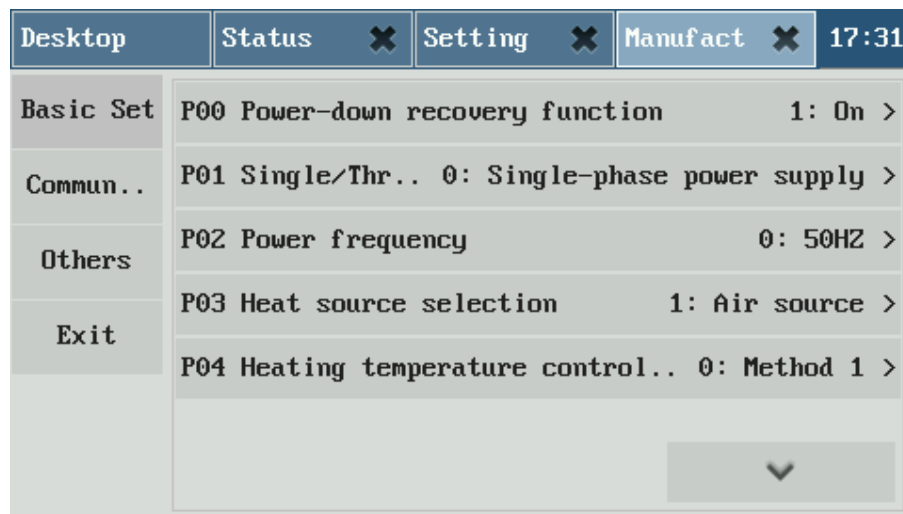 Desktop
Status
Setting
Manufact
17:31
Basic Set
Commun..
Others
Exit
P00 Power-down recovery function 1: On >
P01 Single/Thr.. 0: Single-phase power supply >
P02 Power frequency 0: 50HZ >
P03 Heat source selection 1: Air source >
P04 Heating temperature control.. 0: Method 1 >